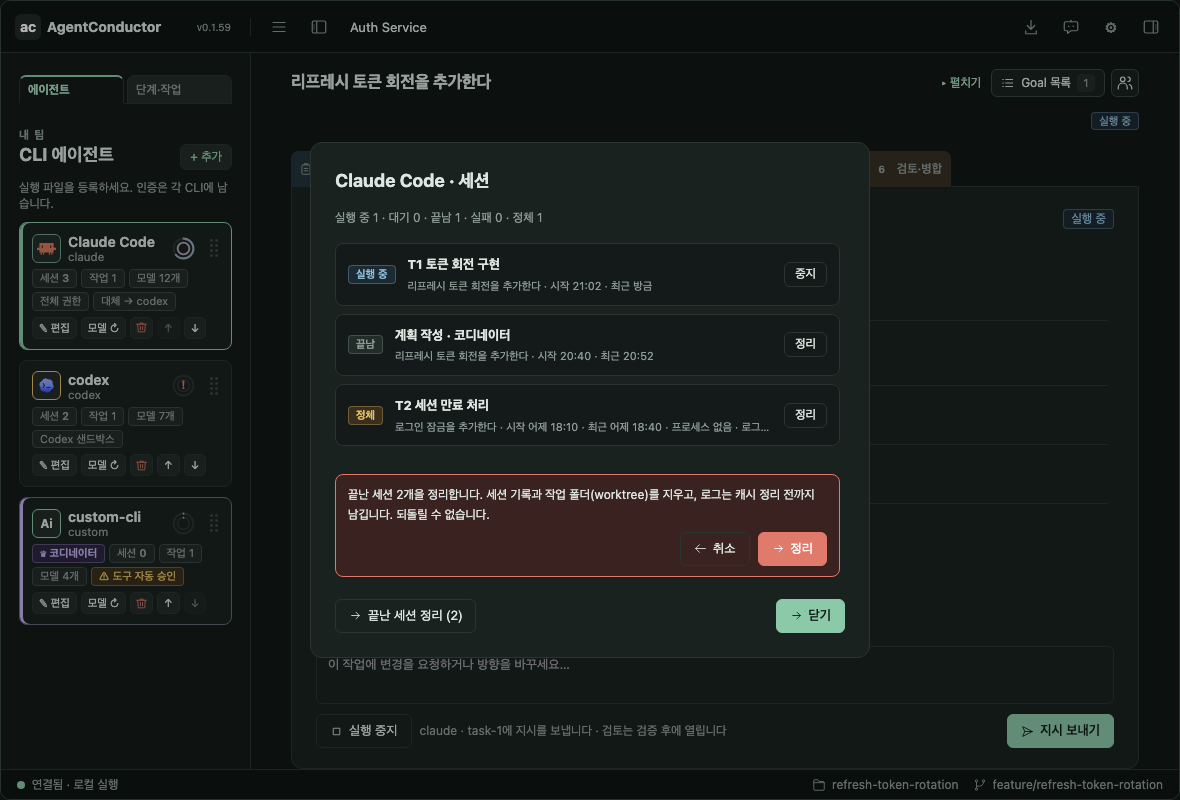 ac AgentConductor v0.1.59 Auth Service
에이전트 단계·작업
내 팀
CLI 에이전트 + 추가
실행 파일을 등록하세요. 인증은 각 CLI에 남
습니다.
Claude Code
claude
세션 3 작업 1 모델 12개
전체 권한 대체 → codex
✎ 편집 모델 ↻ ↑ ↓
codex
codex
!
세션 2 작업 1 모델 7개
Codex 샌드박스
✎ 편집 모델 ↻ ↑ ↓
Ai custom-cli
custom
코디네이터 세션 0 작업 1
모델 4개 ⚠ 도구 자동 승인
✎ 편집 모델 ↻ ↑ ↓
리프레시 토큰 회전을 추가한다 ▸ 펼치기 Goal 목록 1
실행 중
6 검토·병합
실행 중
Claude Code · 세션
실행 중 1 · 대기 0 · 끝남 1 · 실패 0 · 정체 1
실행 중 T1 토큰 회전 구현 중지
리프레시 토큰 회전을 추가한다 · 시작 21:02 · 최근 방금
끝남 계획 작성 · 코디네이터 정리
리프레시 토큰 회전을 추가한다 · 시작 20:40 · 최근 20:52
정체 T2 세션 만료 처리 정리
로그인 잠금을 추가한다 · 시작 어제 18:10 · 최근 어제 18:40 · 프로세스 없음 · 로그...
끝난 세션 2개을 정리합니다. 세션 기록과 작업 폴더(worktree)를 지우고, 로그는 캐시 정리 전까지
남깁니다. 되돌릴 수 없습니다.
← 취소 → 정리
→ 끝난 세션 정리 (2) → 닫기
이 작업에 변경을 요청하거나 방향을 바꾸세요...
실행 중지 claude · task-1에 지시를 보냅니다 · 검토는 검증 후에 열립니다 지시 보내기
연결됨 · 로컬 실행 refresh-token-rotation feature/refresh-token-rotation